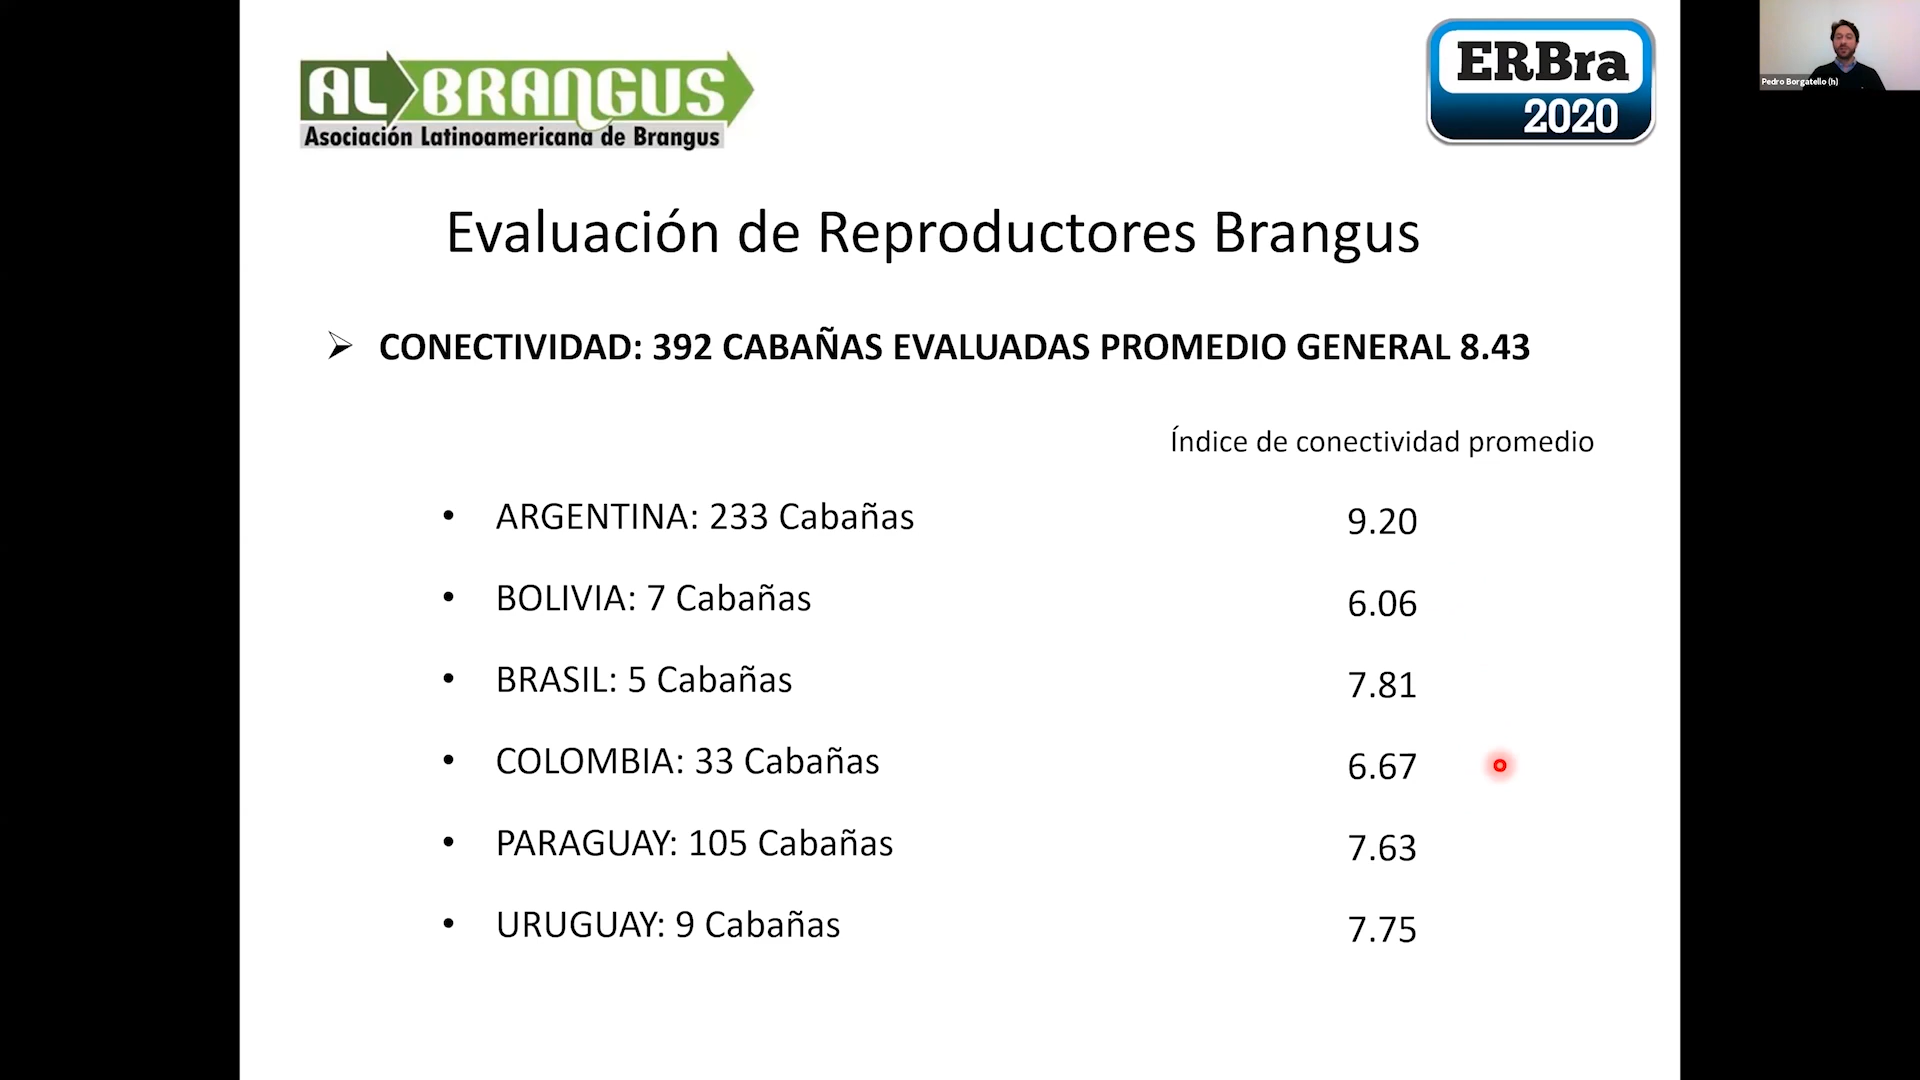 AL BRANGUS
Asociación Latinoamericana de Brangus
ERBra
2020
Pedro Borgatello (h)
Evaluación de Reproductores Brangus
➢ CONECTIVIDAD: 392 CABAÑAS EVALUADAS PROMEDIO GENERAL 8.43
Índice de conectividad promedio
• ARGENTINA: 233 Cabañas 9.20
• BOLIVIA: 7 Cabañas 6.06
• BRASIL: 5 Cabañas 7.81
• COLOMBIA: 33 Cabañas 6.67
• PARAGUAY: 105 Cabañas 7.63
• URUGUAY: 9 Cabañas 7.75